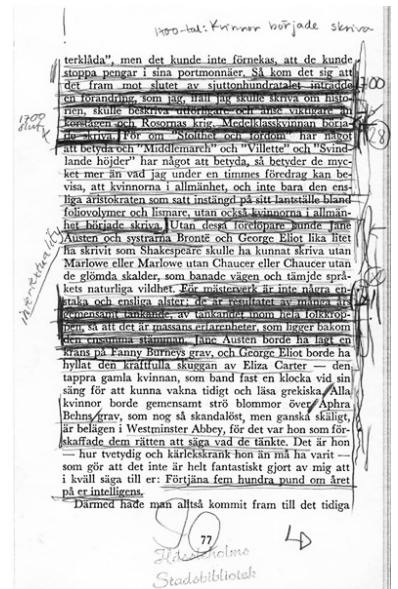 1700-tal: Kvinnor började skriva
terklåda", men det kunde inte förnekas, att de kunde
stoppa pengar i sina portmonnäer. Så kom det sig att
det fram mot slutet av sjuttonhundratalet inträdde
en förändring, som jag, ifall jag skulle skriva om histo-
rien, skulle beskriva utförligare och anse viktigare än
korstågen och Rosornas krig. Medelklasskvinnan börja-
de skriva. För om "Stolthet och fördom" har något
att betyda och "Middlemarch" och "Villette" och "Svind-
lande höjder" har något att betyda, så betyder de myc-
ket mer än vad jag under en timmes föredrag kan be-
visa, att kvinnorna i allmänhet, och inte bara den ens-
liga aristokraten som satt instängd på sitt lantställe bland
foliovolymer och lismare, utan också kvinnorna i allmän-
het började skriva. Utan dessa förelöpare kunde Jane
Austen och systrarna Brontë och George Eliot lika litet
ha skrivit som Shakespeare skulle ha kunnat skriva utan
Marlowe eller Marlowe utan Chaucer eller Chaucer utan
de glömda skalder, som banade vägen och tämjde språ-
kets naturliga vildhet. För mästerverk är inte några en-
staka och ensliga alster; de är resultatet av många års
gemensamt tänkande, av tänkandet inom hela folkkrop-
pen, så att det är massans erfarenheter, som ligger bakom
den ensamma stämman. Jane Austen borde ha lagt en
krans på Fanny Burneys grav, och George Eliot borde ha
hyllat den kraftfulla skuggan av Eliza Carter — den
tappra gamla kvinnan, som band fast en klocka vid sin
säng för att kunna vakna tidigt och läsa grekiska. Alla
kvinnor borde gemensamt strö blommor över Aphra
Behns grav, som nog så skandalöst, men ganska skäligt,
är belägen i Westminster Abbey, för det var hon som för-
skaffade dem rätten att säga vad de tänkte. Det är hon
— hur tvetydig och kärlekskrank hon än må ha varit —
som gör att det inte är helt fantastiskt gjort av mig att
i kväll säga till er: Förtjäna fem hundra pund om året
på er intelligens.
Därmed hade man alltså kommit fram till det tidiga
77
Stadsbibliotek
1700
slut
1700